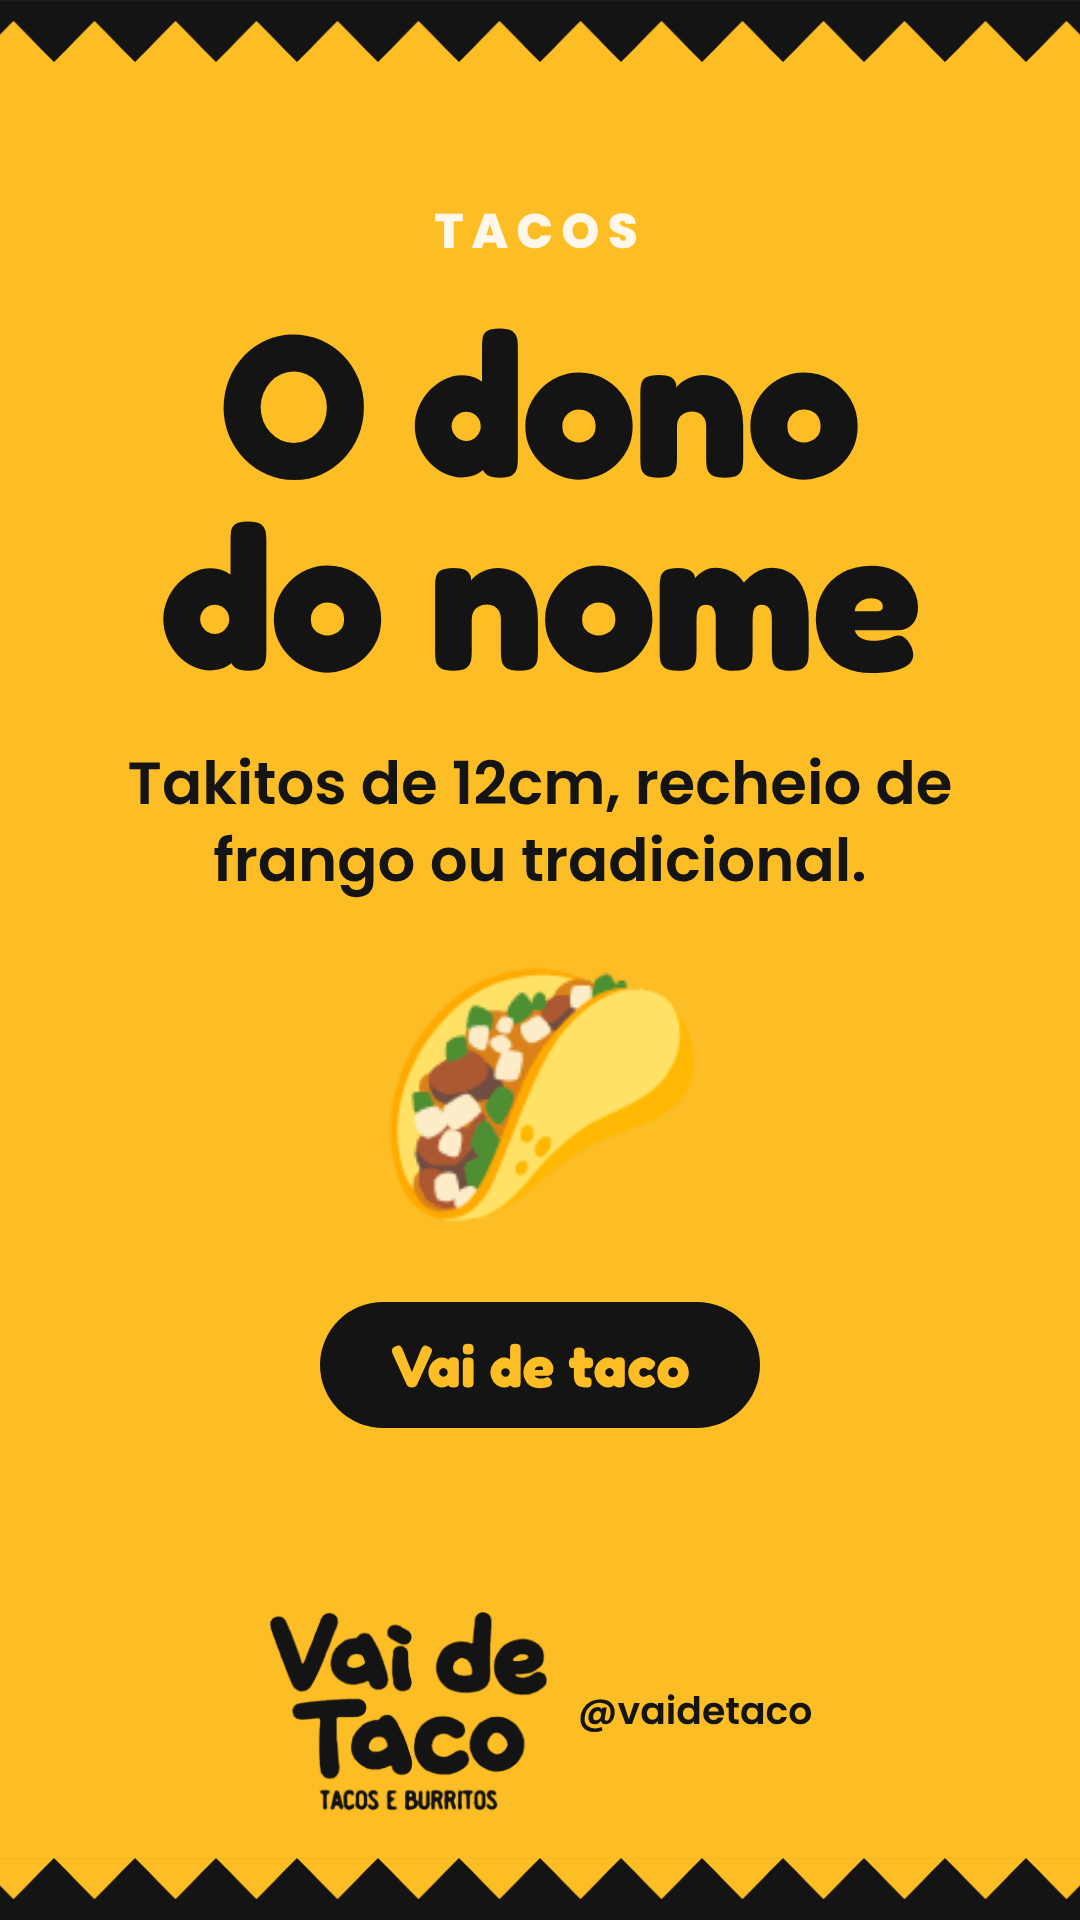 TACOS
O dono
do nome
Takitos de 12cm, recheio de
frango ou tradicional.
Vai de taco
Vai de
Taco
TACOS E BURRITOS
@vaidetaco